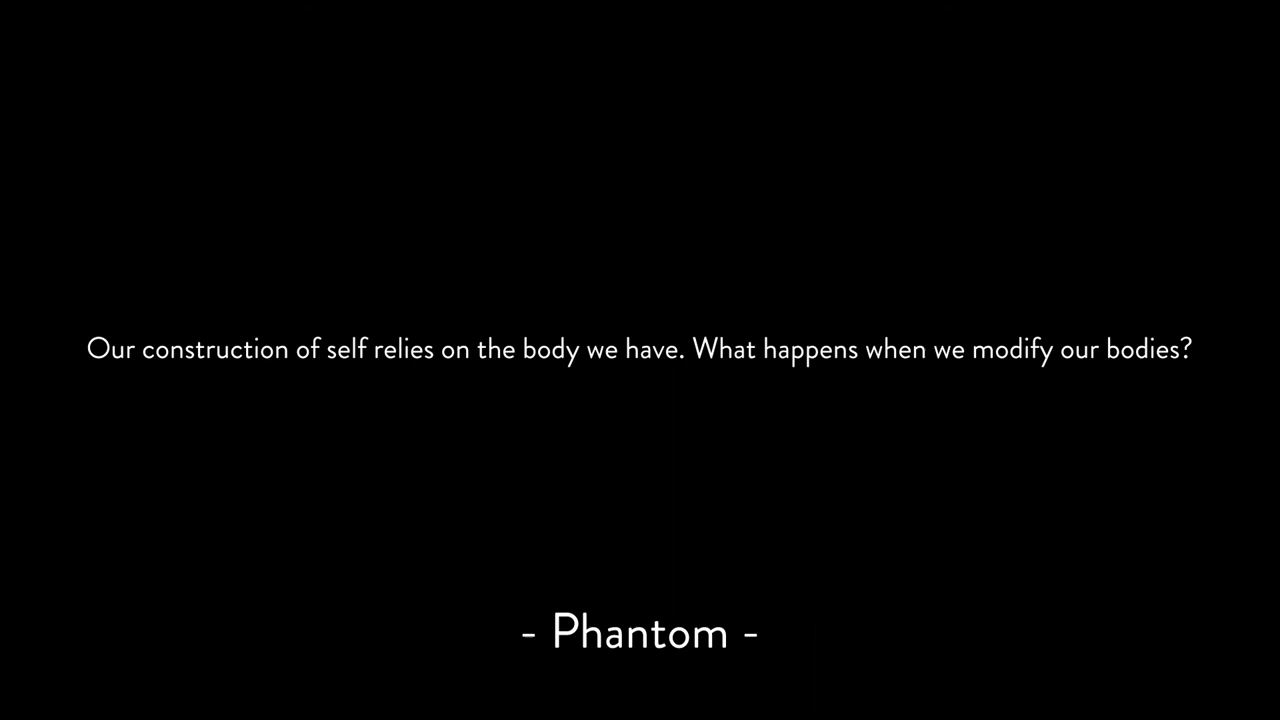 Our construction of self relies on the body we have. What happens when we modify our bodies?
- Phantom -